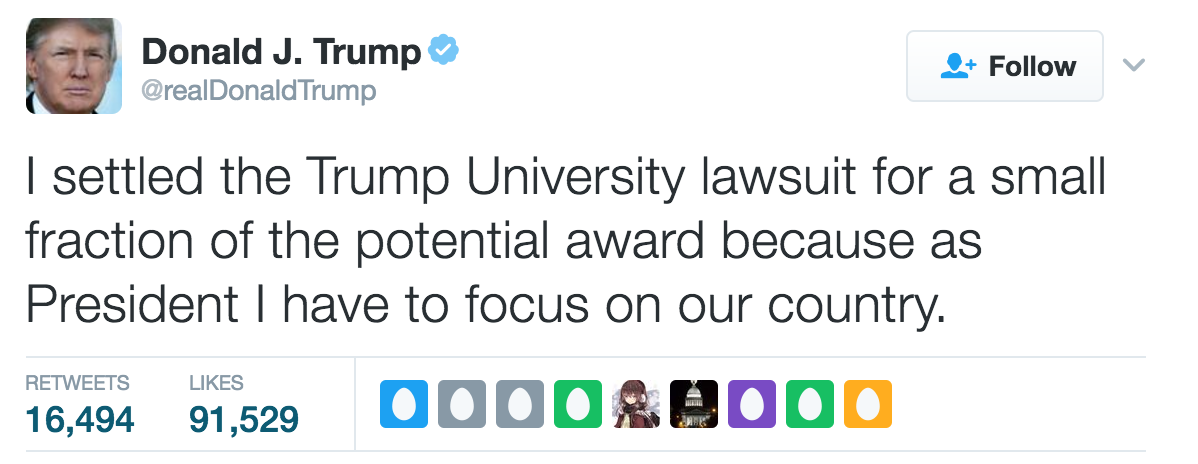 Donald J. Trump
@realDonaldTrump
Follow
I settled the Trump University lawsuit for a small
fraction of the potential award because as
President I have to focus on our country.
RETWEETS LIKES
16,494 91,529